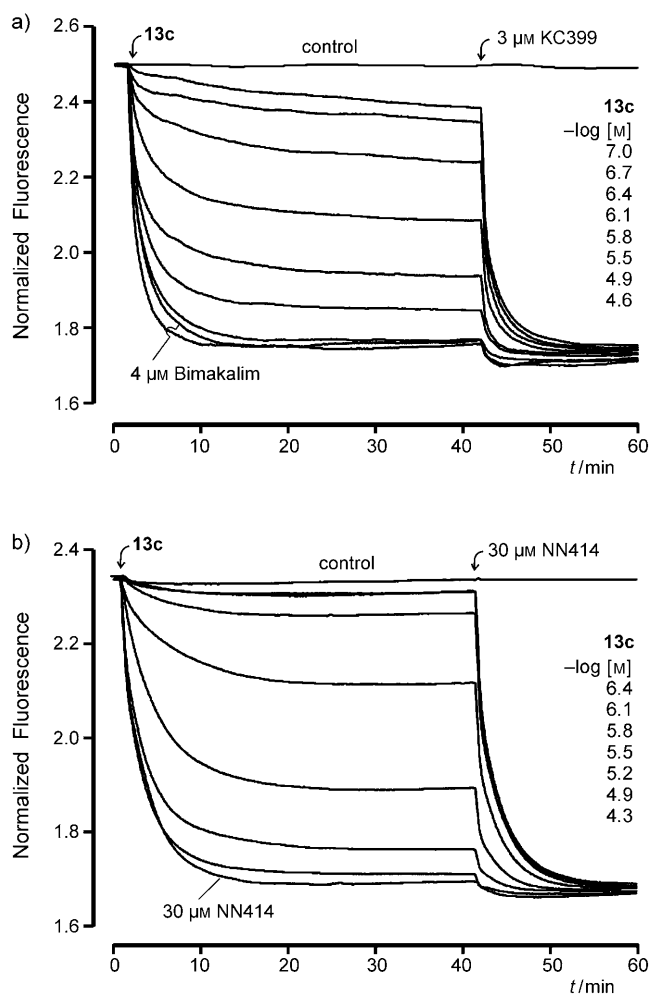 a)
2.6
2.4
2.2
2.0
1.8
1.6
Normalized Fluorescence
13c
control
3 µM KC399
13c
–log [M]
7.0
6.7
6.4
6.1
5.8
5.5
4.9
4.6
4 µM Bimakalim
0 10 20 30 40 50 60
t/min
b)
2.4
2.2
2.0
1.8
1.6
Normalized Fluorescence
13c
control
30 µM NN414
13c
–log [M]
6.4
6.1
5.8
5.5
5.2
4.9
4.3
30 µM NN414
0 10 20 30 40 50 60
t/min